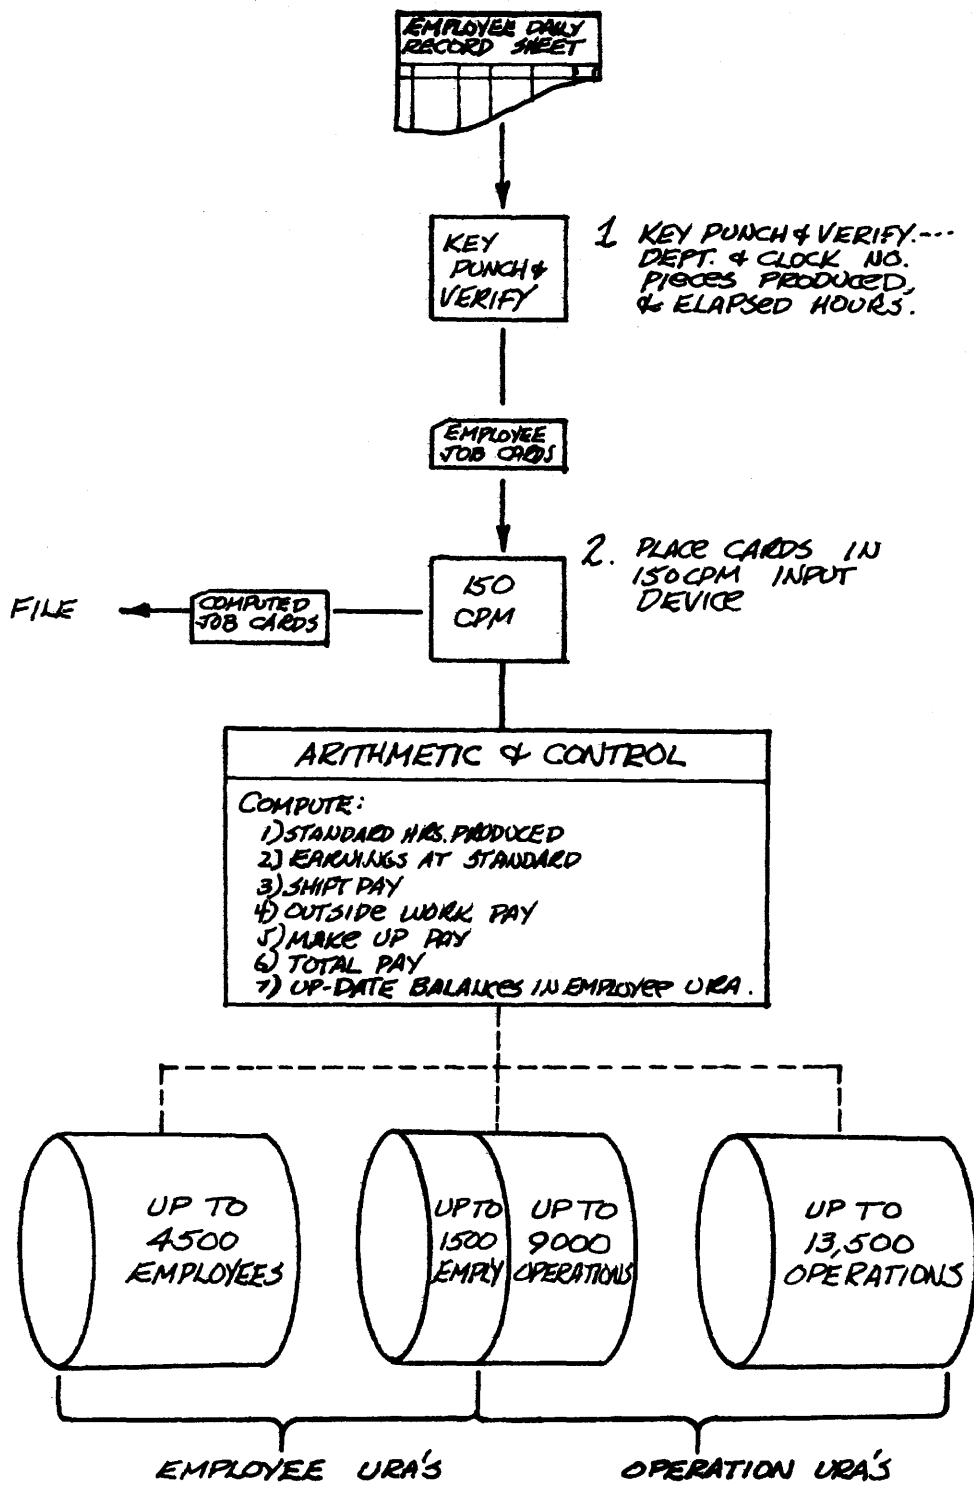 EMPLOYEE DAILY
RECORD SHEET
KEY
PUNCH &
VERIFY
1 KEY PUNCH & VERIFY.----
DEPT. & CLOCK NO.
PIECES PRODUCED,
& ELAPSED HOURS.
EMPLOYEE
JOB CARDS
2. PLACE CARDS IN
150 CPM INPUT
DEVICE
150
CPM
COMPUTED
JOB CARDS
FILE
ARITHMETIC & CONTROL
COMPUTE:
1) STANDARD HRS. PRODUCED
2) EARNINGS AT STANDARD
3) SHIFT PAY
4) OUTSIDE WORK PAY
5) MAKE UP PAY
6) TOTAL PAY
7) UP-DATE BALANCES IN EMPLOYEE URA.
UP TO
4500
EMPLOYEES
UP TO
1500
EMPLY
UP TO
9000
OPERATIONS
UP TO
13,500
OPERATIONS
EMPLOYEE URA'S
OPERATION URA'S